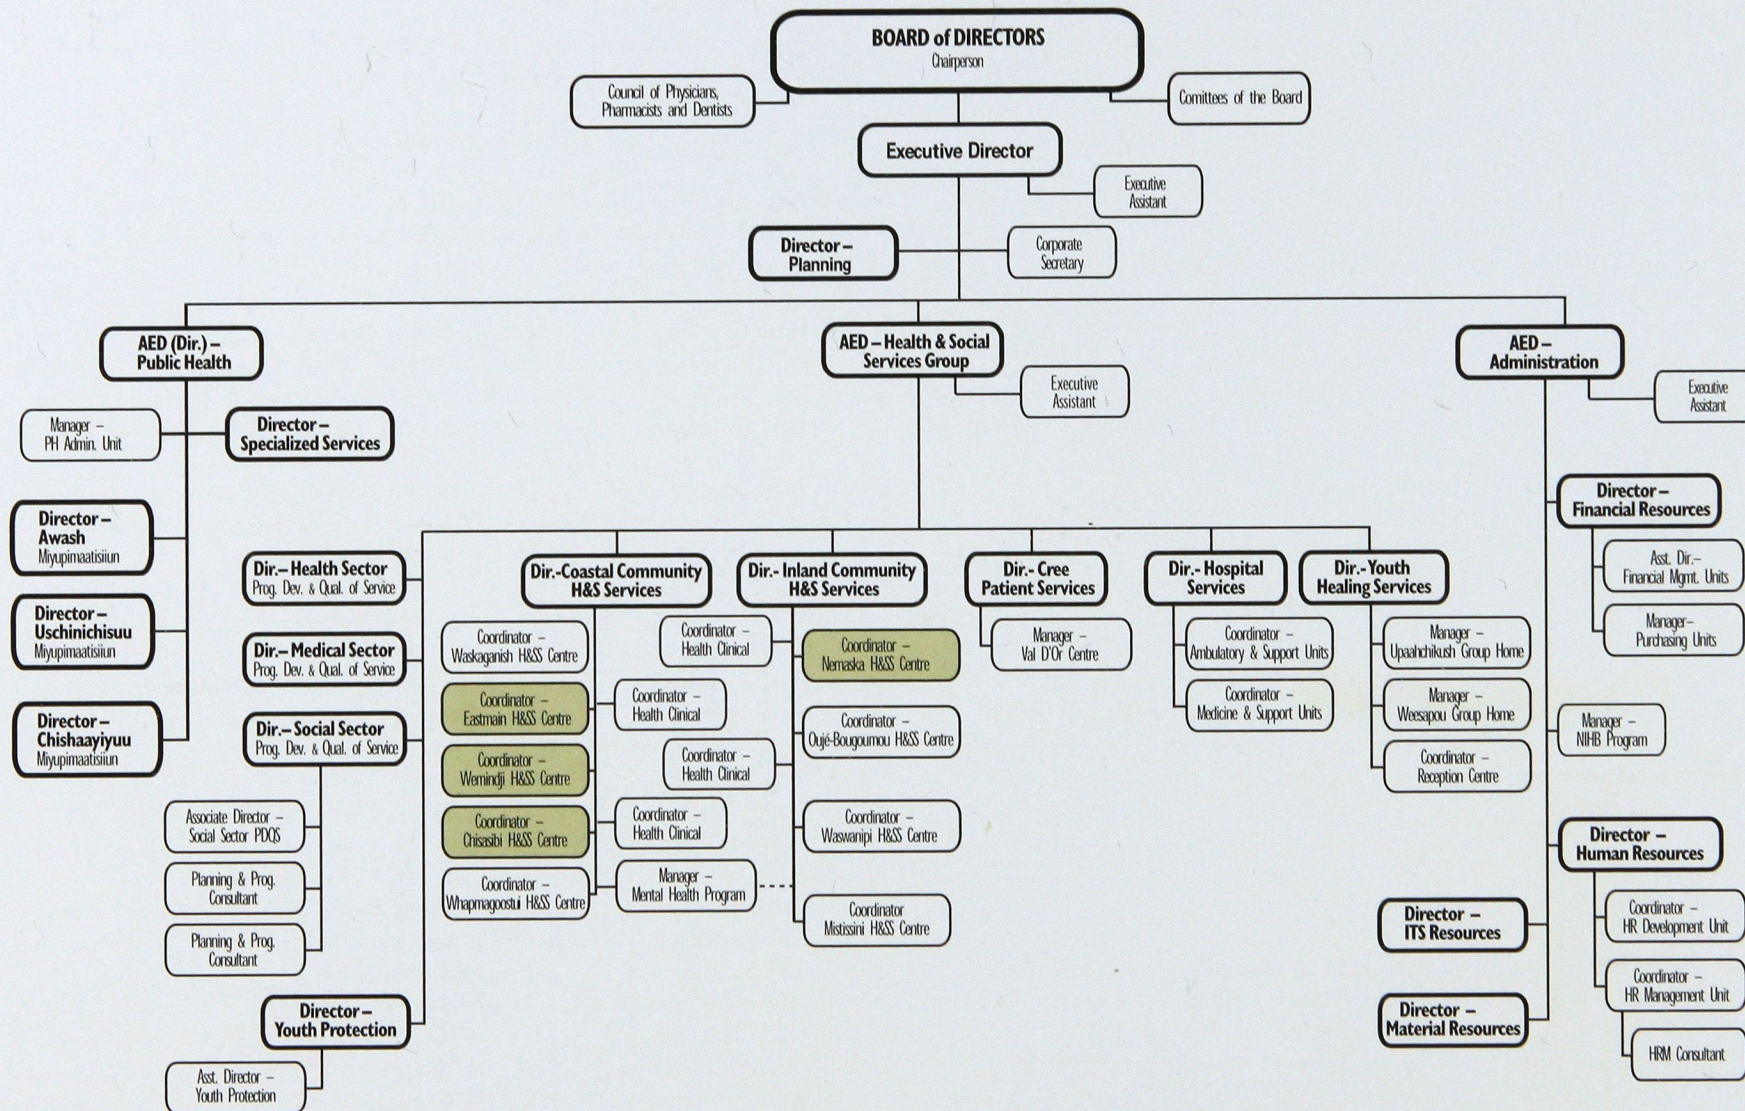 BOARD of DIRECTORS
Chairperson
Council of Physicians,
Pharmacists and Dentists
Comittees of the Board
Executive Director
Executive
Assistant
Director –
Planning
Corporate
Secretary
AED (Dir.) –
Public Health
AED – Health & Social
Services Group
AED –
Administration
Executive
Assistant
Executive
Assistant
Manager –
PH Admin. Unit
Director –
Specialized Services
Director –
Awash
Miyupimaatisiiun
Director –
Uschinichisuu
Miyupimaatisiiun
Director –
Chishaayiyuu
Miyupimaatisiiun
Dir. – Health Sector
Prog. Dev. & Qual. of Service
Dir. – Medical Sector
Prog. Dev. & Qual. of Service
Dir. – Social Sector
Prog. Dev. & Qual. of Service
Associate Director –
Social Sector PDQS
Planning & Prog.
Consultant
Planning & Prog.
Consultant
Director –
Youth Protection
Asst. Director –
Youth Protection
Dir.-Coastal Community
H&S Services
Coordinator –
Waskaganish H&SS Centre
Coordinator –
Eastmain H&SS Centre
Coordinator –
Wemindji H&SS Centre
Coordinator –
Chisasibi H&SS Centre
Coordinator –
Whapmagoostui H&SS Centre
Coordinator –
Health Clinical
Coordinator –
Health Clinical
Manager –
Mental Health Program
Dir.- Inland Community
H&S Services
Coordinator –
Health Clinical
Coordinator –
Health Clinical
Coordinator –
Nemaska H&SS Centre
Coordinator –
Oujé-Bougoumou H&SS Centre
Coordinator –
Waswanipi H&SS Centre
Coordinator
Mistissini H&SS Centre
Dir.- Cree
Patient Services
Manager –
Val D'Or Centre
Dir.- Hospital
Services
Coordinator –
Ambulatory & Support Units
Coordinator –
Medicine & Support Units
Dir.- Youth
Healing Services
Manager –
Upaahchikush Group Home
Manager –
Weesapou Group Home
Coordinator –
Reception Centre
Director –
Financial Resources
Asst. Dir.–
Financial Mgmt. Units
Manager–
Purchasing Units
Manager –
NIHB Program
Director –
Human Resources
Coordinator –
HR Development Unit
Coordinator –
HR Management Unit
HRM Consultant
Director –
ITS Resources
Director –
Material Resources